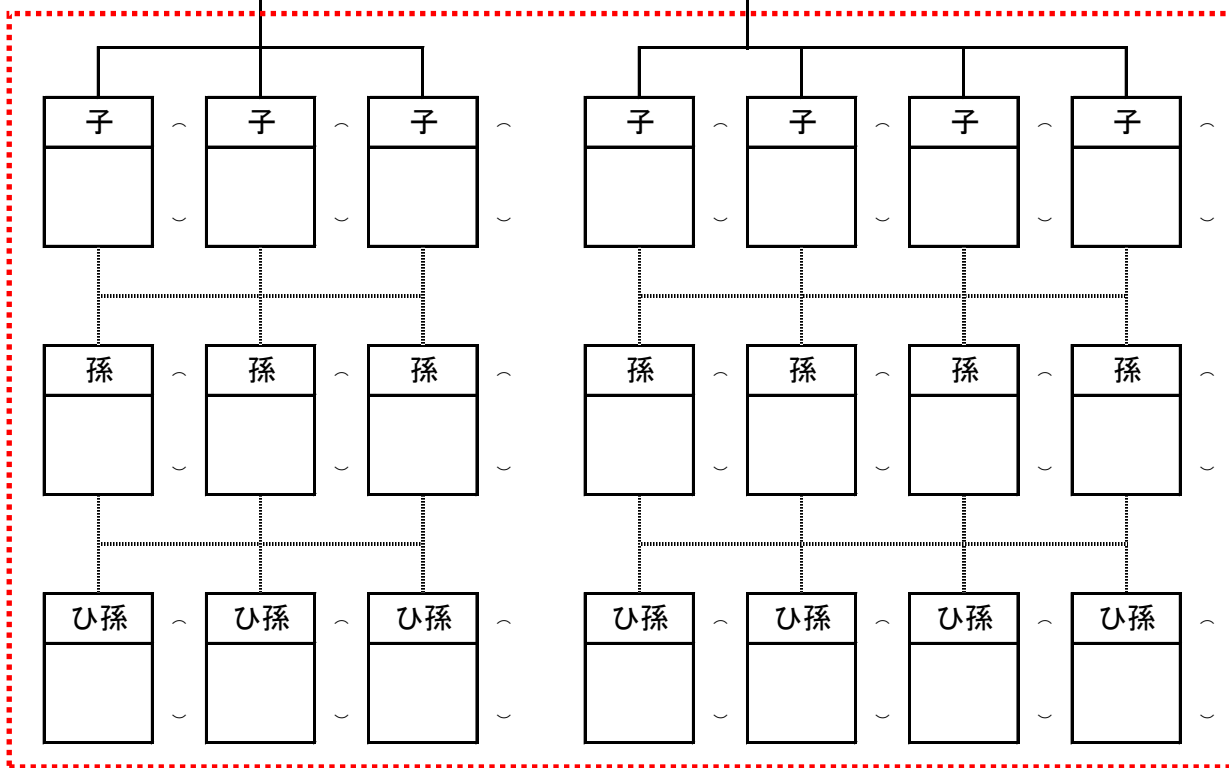 子 ︵ 子 ︵ 子 ︵ 子 ︵ 子 ︵ 子 ︵ 子 ︵
︶ ︶ ︶ ︶ ︶ ︶ ︶
孫 ︵ 孫 ︵ 孫 ︵ 孫 ︵ 孫 ︵ 孫 ︵ 孫 ︵
︶ ︶ ︶ ︶ ︶ ︶ ︶
ひ孫 ︵ ひ孫 ︵ ひ孫 ︵ ひ孫 ︵ ひ孫 ︵ ひ孫 ︵ ひ孫 ︵
︶ ︶ ︶ ︶ ︶ ︶ ︶